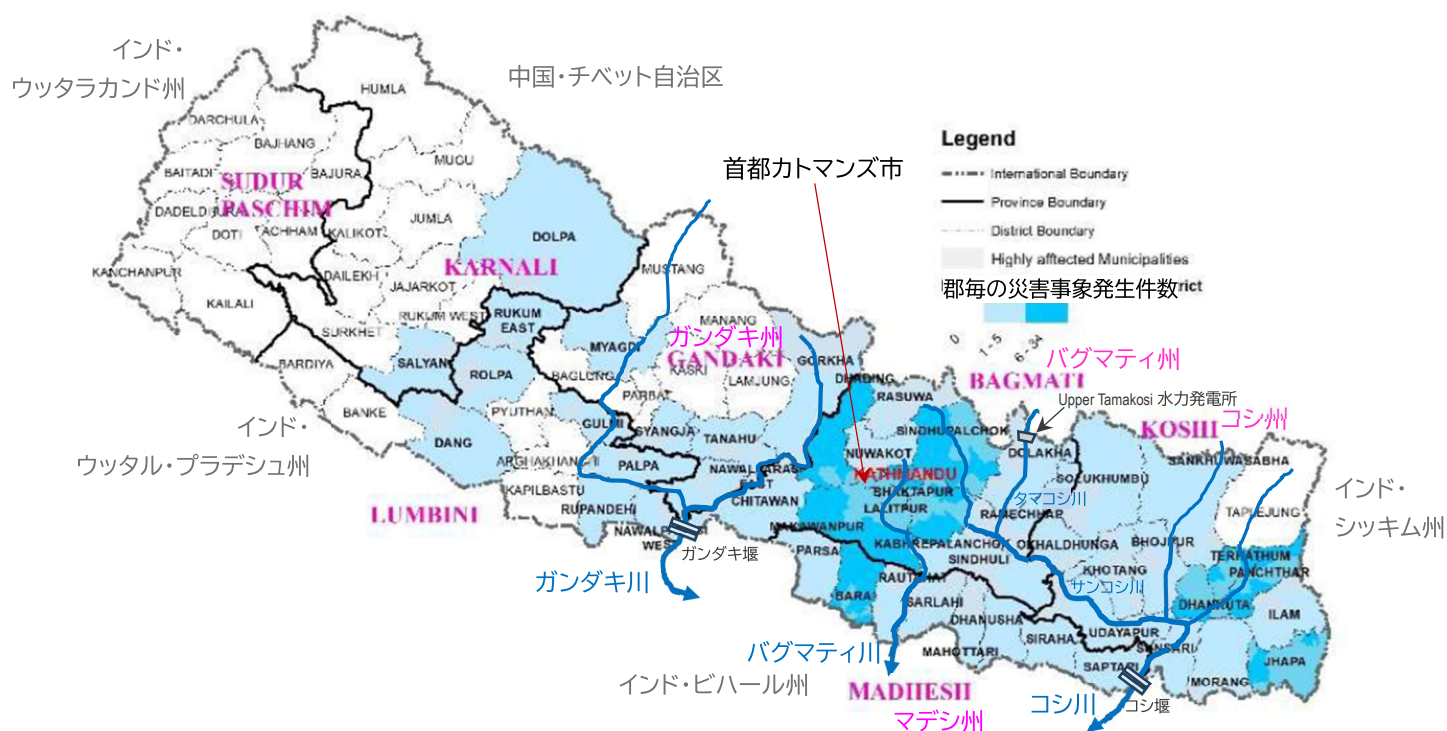 インド・
ウッタラカンド州
中国・チベット自治区
HUMLA
DARCHULA
BAJHANG
BAITADI
SUDUR
PASCHIM
BAJURA
MUGU
DOTI
ACHHAM
KALIKOT
JUMLA
DOLPA
KANCHANPUR
KAILALI
DAILEKH
KARNALI
JAJARKOT
RUKUM WEST
RUKUM
EAST
SURKHET
SALYAN
ROLPA
BARDIYA
BANKE
DANG
PYUTHAN
インド・
ウッタル・プラデシュ州
LUMBINI
首都カトマンズ市
MUSTANG
MANANG
ガンダキ州
GANDAKI
MYAGDI
KASKI
LAMJUNG
GORKHA
BAGLUNG
PARBAT
GULMI
SYANGJA
TANAHU
PALPA
KAPILBASTU
RUPANDEHI
CHITAWAN
ガンダキ堰
ガンダキ川
Legend
International Boundary
Province Boundary
District Boundary
Highly afftected Municipalities
郡毎の災害事象発生件数
0
1-5
6-34
バグマティ州
BAGMATI
Upper Tamakosi 水力発電所
コシ州
KOSHI
DHADING
RASUWA
SINDHUPALCHOK
NUWAKOT
KATHMANDU
BHAKTAPUR
LALITPUR
DOLAKHA
タマコシ川
SOLUKHUMBU
SANKHUWASABHA
TAPLEJUNG
インド・
シッキム州
RAMECHHAP
MAKAWANPUR
KABHREPALANCHOK
OKHALDHUNGA
BHOJPUR
TERHATHUM
PANCHTHAR
PARSA
SINDHULI
KHOTANG
サンコシ川
DHANKUTA
ILAM
BARA
RAUTAHAT
SARLAHI
DHANUSHA
SIRAHA
UDAYAPUR
SUNSARI
MAHOTTARI
SAPTARI
MORANG
JHAPA
バグマティ川
インド・ビハール州
MADHESH
マデシ州
コシ川
コシ堰